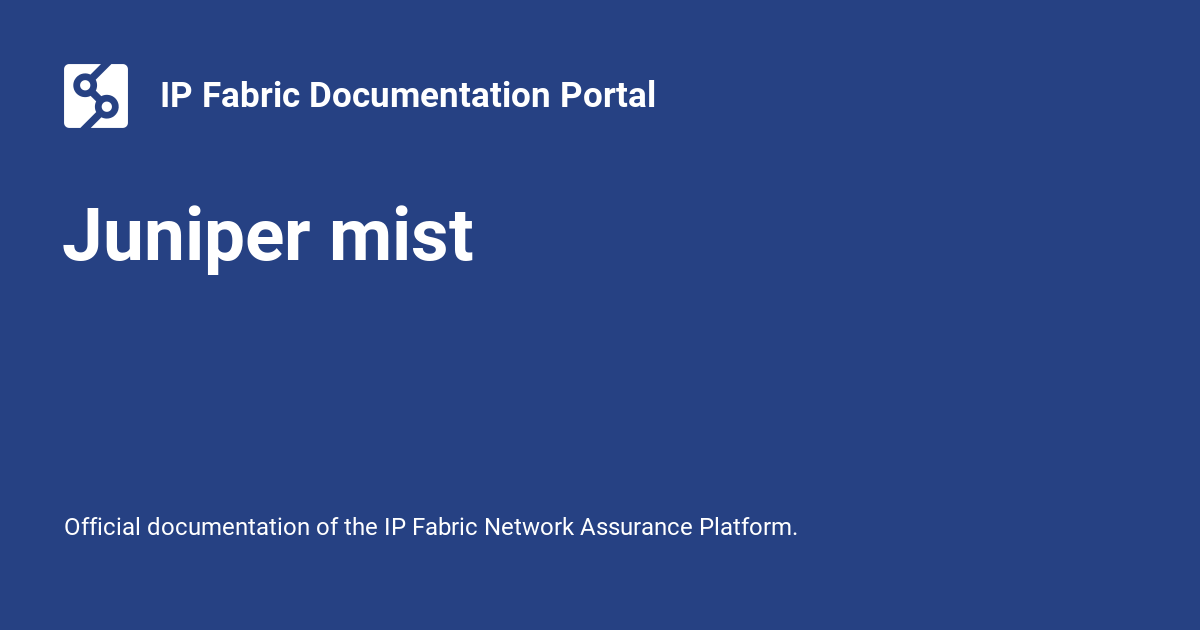 IP Fabric Documentation Portal
Juniper mist
Official documentation of the IP Fabric Network Assurance Platform.